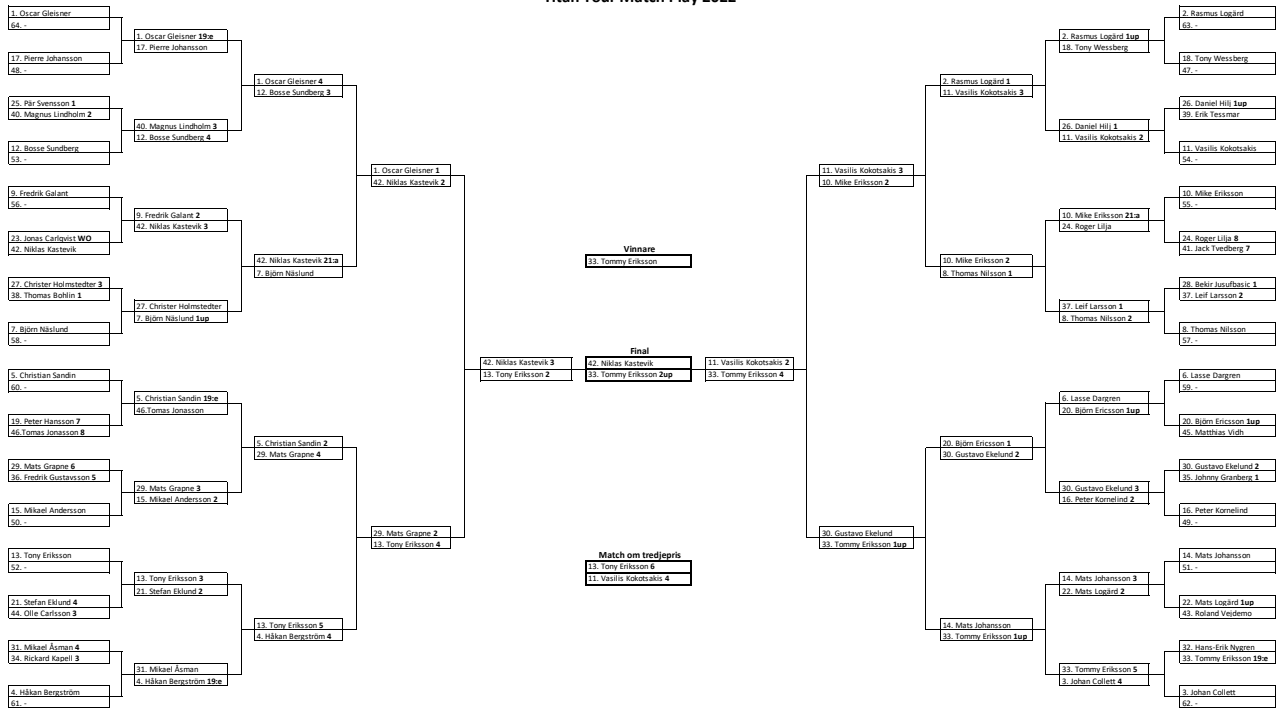 Titan Tour Match Play 2022
1. Oscar Gleisner
64. -
17. Pierre Johansson
48. -
25. Pär Svensson 1
40. Magnus Lindholm 2
12. Bosse Sundberg
53. -
9. Fredrik Galant
56. -
23. Jonas Carlqvist WO
42. Niklas Kastevik
27. Christer Holmstedter 3
38. Thomas Bohlin 1
7. Björn Näslund
58. -
5. Christian Sandin
60. -
19. Peter Hansson 7
46.Tomas Jonasson 8
29. Mats Grapne 6
36. Fredrik Gustavsson 5
15. Mikael Andersson
50. -
13. Tony Eriksson
52. -
21. Stefan Eklund 4
44. Olle Carlsson 3
31. Mikael Åsman 4
34. Rickard Kapell 3
4. Håkan Bergström
61. -
1. Oscar Gleisner 19:e
17. Pierre Johansson
40. Magnus Lindholm 3
12. Bosse Sundberg 4
9. Fredrik Galant 2
42. Niklas Kastevik 3
27. Christer Holmstedter
7. Björn Näslund 1up
5. Christian Sandin 19:e
46.Tomas Jonasson
29. Mats Grapne 3
15. Mikael Andersson 2
13. Tony Eriksson 3
21. Stefan Eklund 2
31. Mikael Åsman
4. Håkan Bergström 19:e
1. Oscar Gleisner 4
12. Bosse Sundberg 3
42. Niklas Kastevik 21:a
7. Björn Näslund
5. Christian Sandin 2
29. Mats Grapne 4
13. Tony Eriksson 5
4. Håkan Bergström 4
1. Oscar Gleisner 1
42. Niklas Kastevik 2
29. Mats Grapne 2
13. Tony Eriksson 4
42. Niklas Kastevik 3
13. Tony Eriksson 2
Vinnare
33. Tommy Eriksson
Final
42. Niklas Kastevik
33. Tommy Eriksson 2up
Match om tredjepris
13. Tony Eriksson 6
11. Vasilis Kokotsakis 4
11. Vasilis Kokotsakis 2
33. Tommy Eriksson 4
11. Vasilis Kokotsakis 3
10. Mike Eriksson 2
30. Gustavo Ekelund
33. Tommy Eriksson 1up
2. Rasmus Logärd 1
11. Vasilis Kokotsakis 3
10. Mike Eriksson 2
8. Thomas Nilsson 1
20. Björn Ericsson 1
30. Gustavo Ekelund 2
14. Mats Johansson
33. Tommy Eriksson 1up
2. Rasmus Logärd 1up
18. Tony Wessberg
26. Daniel Hilj 1
11. Vasilis Kokotsakis 2
10. Mike Eriksson 21:a
24. Roger Lilja
37. Leif Larsson 1
8. Thomas Nilsson 2
6. Lasse Dargren
20. Björn Ericsson 1up
30. Gustavo Ekelund 3
16. Peter Kornelind 2
14. Mats Johansson 3
22. Mats Logärd 2
33. Tommy Eriksson 5
3. Johan Collett 4
2. Rasmus Logärd
63. -
18. Tony Wessberg
47. -
26. Daniel Hilj 1up
39. Erik Tessmar
11. Vasilis Kokotsakis
54. -
10. Mike Eriksson
55. -
24. Roger Lilja 8
41. Jack Tvedberg 7
28. Bekir Jusufbasic 1
37. Leif Larsson 2
8. Thomas Nilsson
57. -
6. Lasse Dargren
59. -
20. Björn Ericsson 1up
45. Matthias Vidh
30. Gustavo Ekelund 2
35. Johnny Granberg 1
16. Peter Kornelind
49. -
14. Mats Johansson
51. -
22. Mats Logärd 1up
43. Roland Vejdemo
32. Hans-Erik Nygren
33. Tommy Eriksson 19:e
3. Johan Collett
62. -